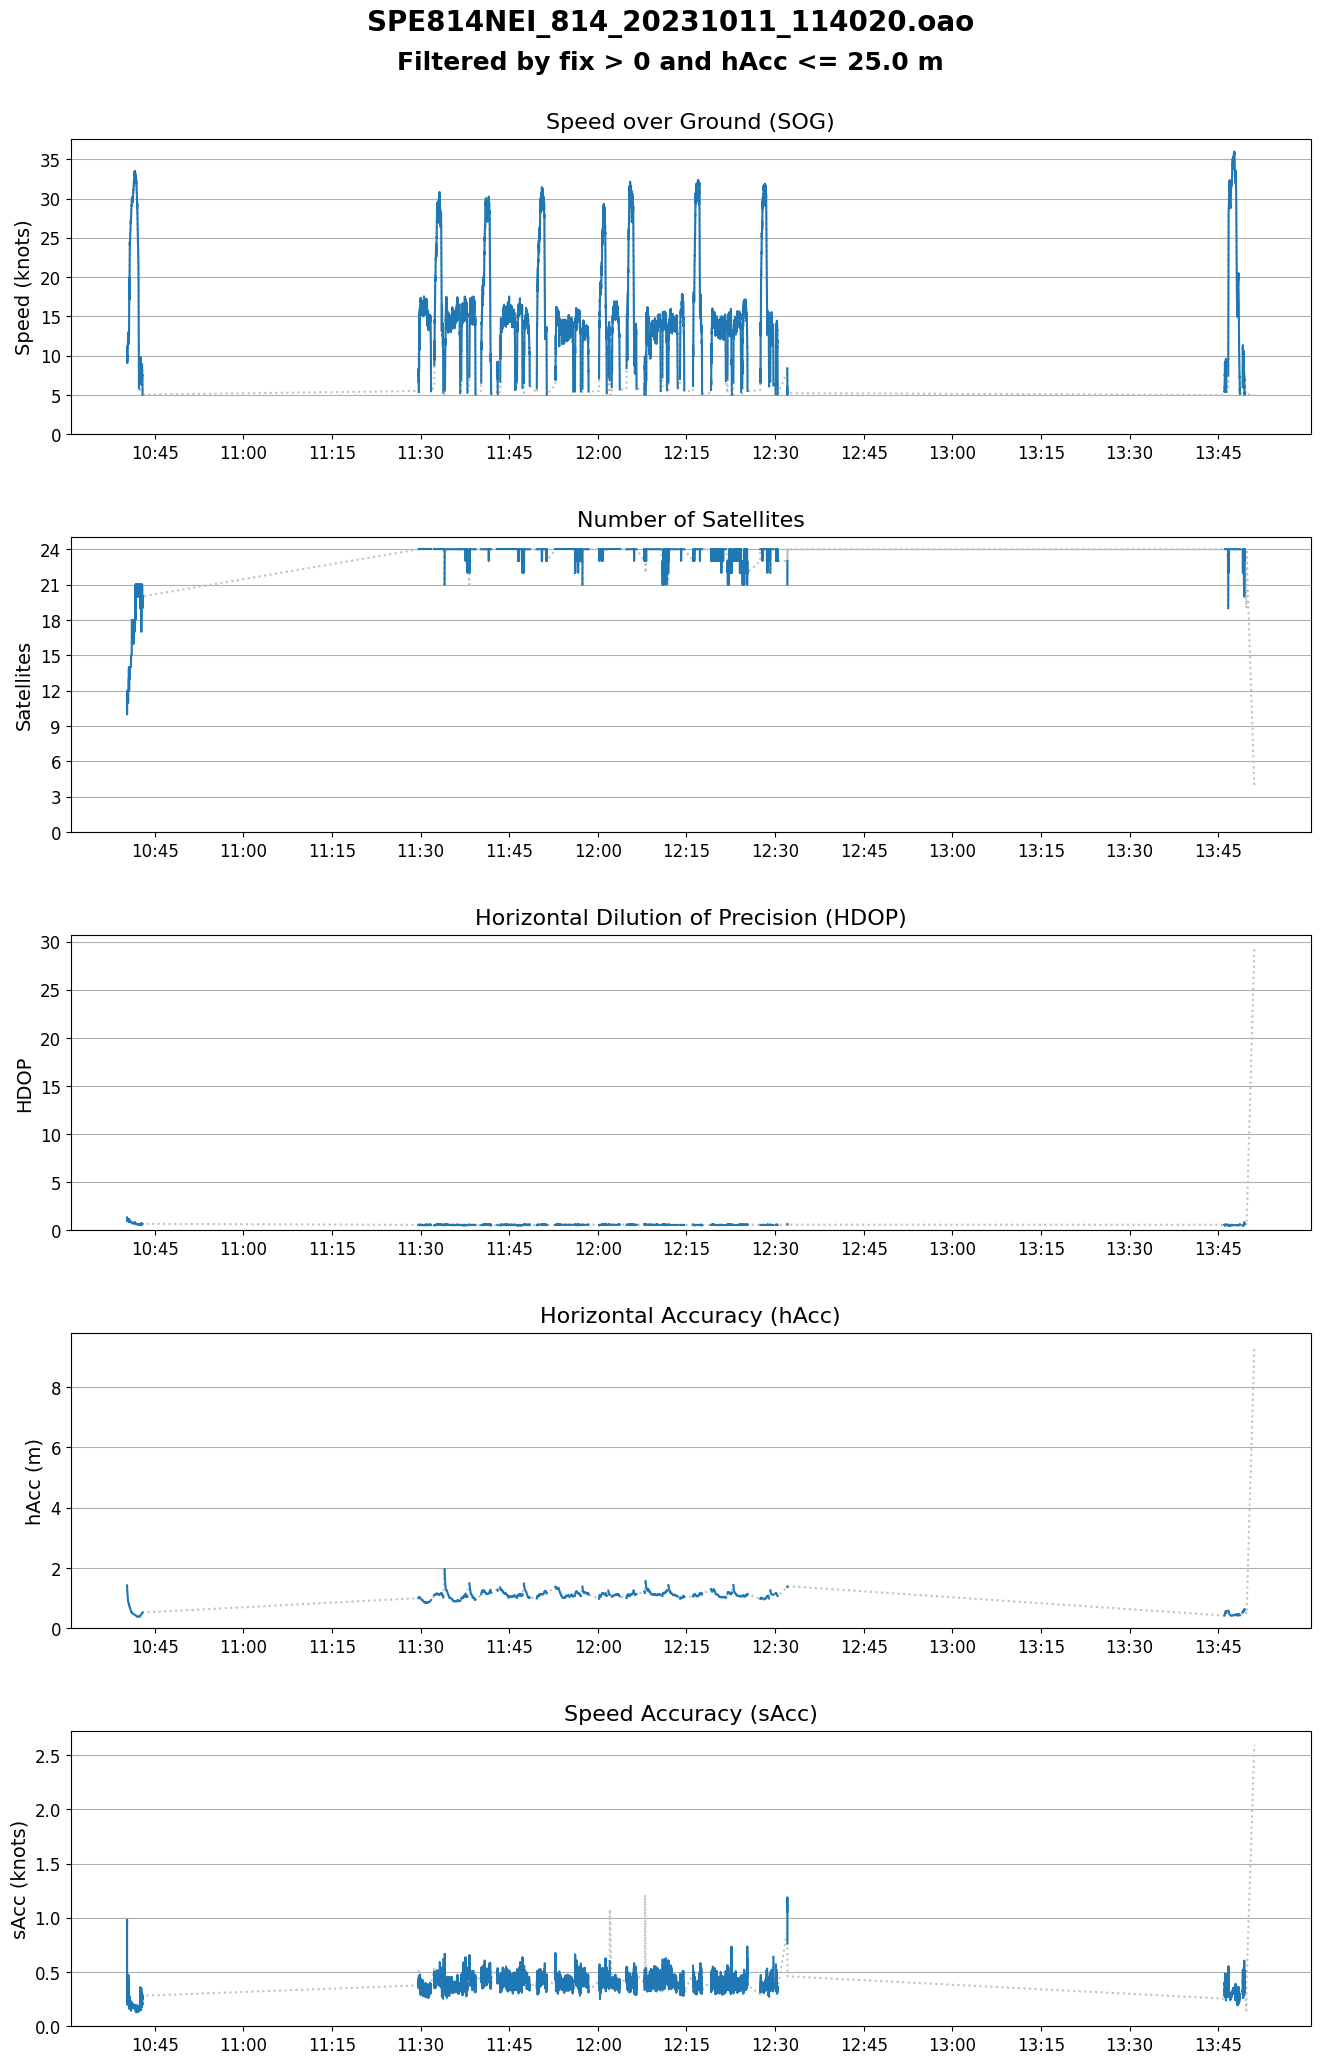 SPE814NEI_814_20231011_114020.oao
Filtered by fix > 0 and hAcc <= 25.0 m
Speed over Ground (SOG)
Speed (knots)
35
30
25
20
15
10
5
0
10:45 11:00 11:15 11:30 11:45 12:00 12:15 12:30 12:45 13:00 13:15 13:30 13:45
Number of Satellites
Satellites
24
21
18
15
12
9
6
3
0
10:45 11:00 11:15 11:30 11:45 12:00 12:15 12:30 12:45 13:00 13:15 13:30 13:45
Horizontal Dilution of Precision (HDOP)
HDOP
30
25
20
15
10
5
0
10:45 11:00 11:15 11:30 11:45 12:00 12:15 12:30 12:45 13:00 13:15 13:30 13:45
Horizontal Accuracy (hAcc)
hAcc (m)
8
6
4
2
0
10:45 11:00 11:15 11:30 11:45 12:00 12:15 12:30 12:45 13:00 13:15 13:30 13:45
Speed Accuracy (sAcc)
sAcc (knots)
2.5
2.0
1.5
1.0
0.5
0.0
10:45 11:00 11:15 11:30 11:45 12:00 12:15 12:30 12:45 13:00 13:15 13:30 13:45